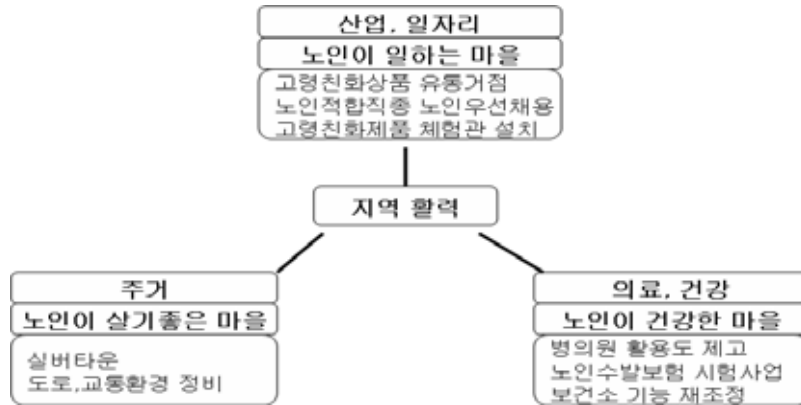 산업, 일자리
노인이 일하는 마을
고령친화상품 유통거점
노인적합직종 노인우선채용
고령친화제품 체험관 설치
지역 활력
주거
노인이 살기좋은 마을
실버타운
도로,교통환경 정비
의료, 건강
노인이 건강한 마을
병의원 활용도 제고
노인수발보험 시험사업
보건소 기능 재조정